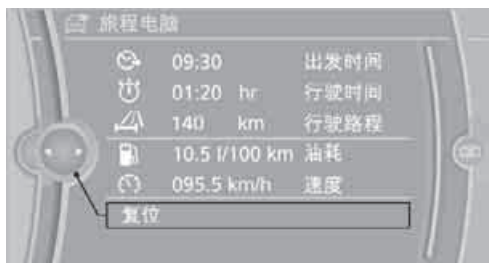 旅程电脑
09:30 出发时间
01:20 hr 行驶时间
140 km 行驶路程
10.5 l/100 km 油耗
095.5 km/h 速度
复位